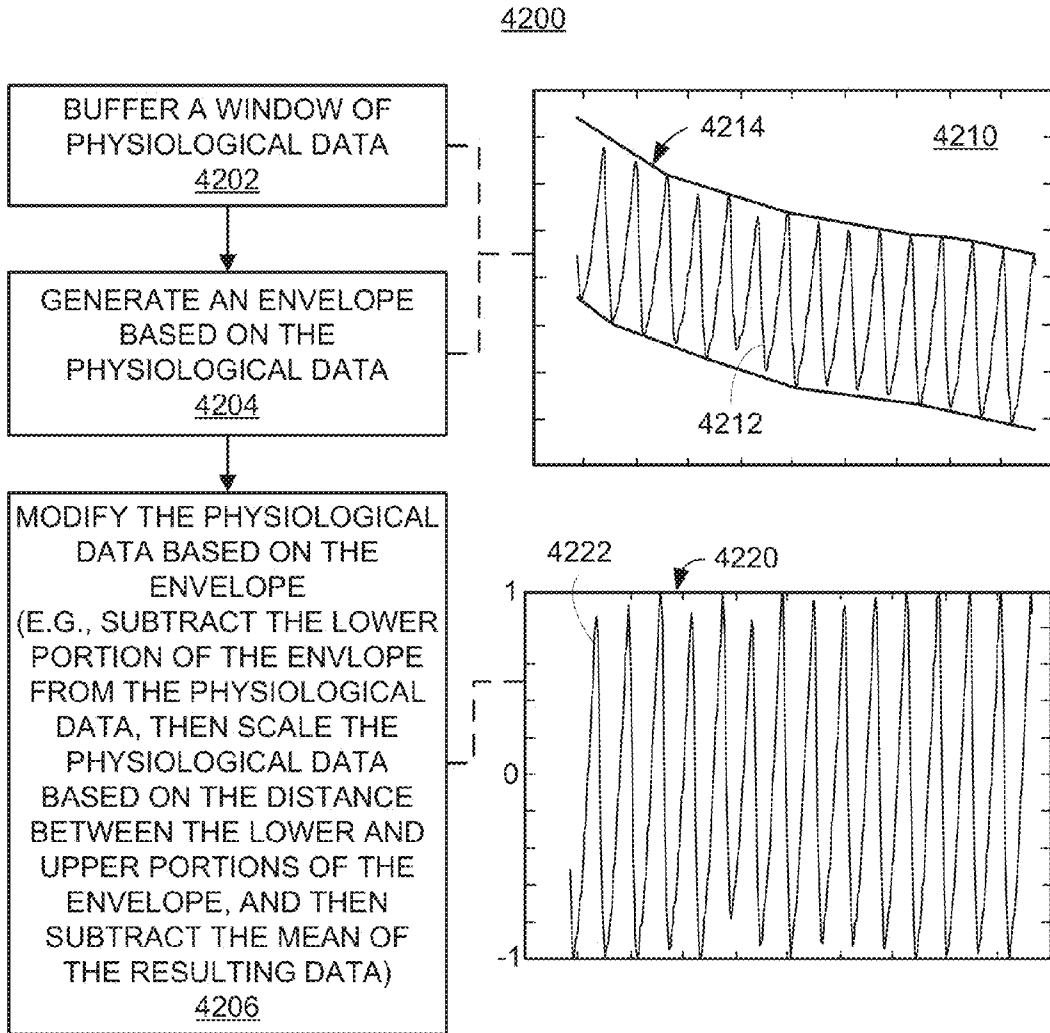 4200
BUFFER A WINDOW OF
PHYSIOLOGICAL DATA
4202
GENERATE AN ENVELOPE
BASED ON THE
PHYSIOLOGICAL DATA
4204
MODIFY THE PHYSIOLOGICAL
DATA BASED ON THE
ENVELOPE
(E.G., SUBTRACT THE LOWER
PORTION OF THE ENVLOPE
FROM THE PHYSIOLOGICAL
DATA, THEN SCALE THE
PHYSIOLOGICAL DATA
BASED ON THE DISTANCE
BETWEEN THE LOWER AND
UPPER PORTIONS OF THE
ENVELOPE, AND THEN
SUBTRACT THE MEAN OF
THE RESULTING DATA)
4206
4214
4210
4212
4222
4220
1
0
-1